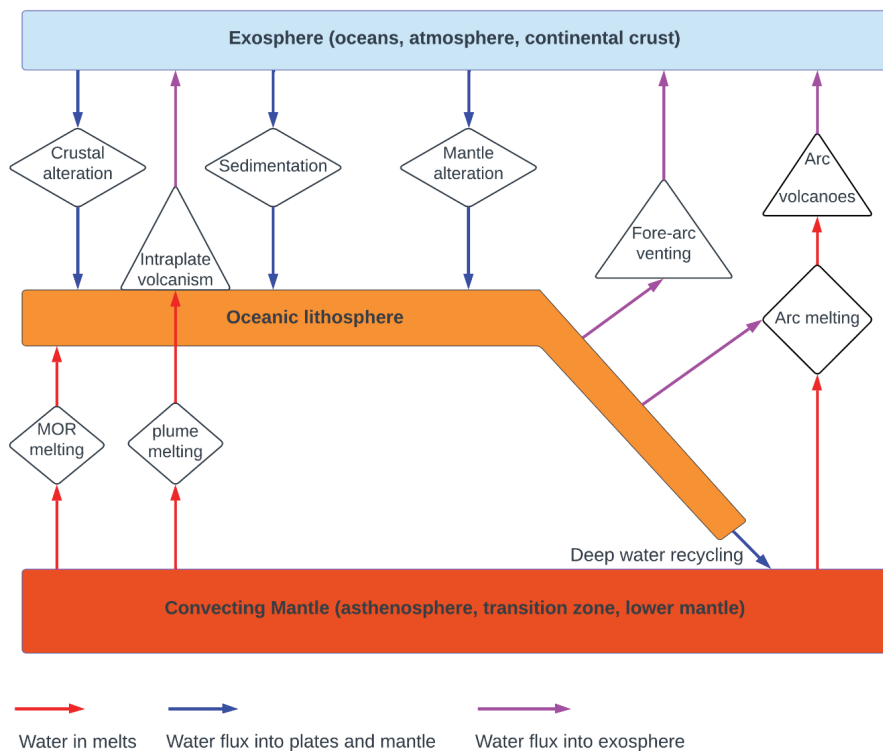 Exosphere (oceans, atmosphere, continental crust)
Crustal
alteration
Sedimentation
Mantle
alteration
Arc
volcanoes
Intraplate
volcanism
Fore-arc
venting
Oceanic lithosphere
Arc melting
MOR
melting
plume
melting
Deep water recycling
Convecting Mantle (asthenosphere, transition zone, lower mantle)
Water in melts
Water flux into plates and mantle
Water flux into exosphere